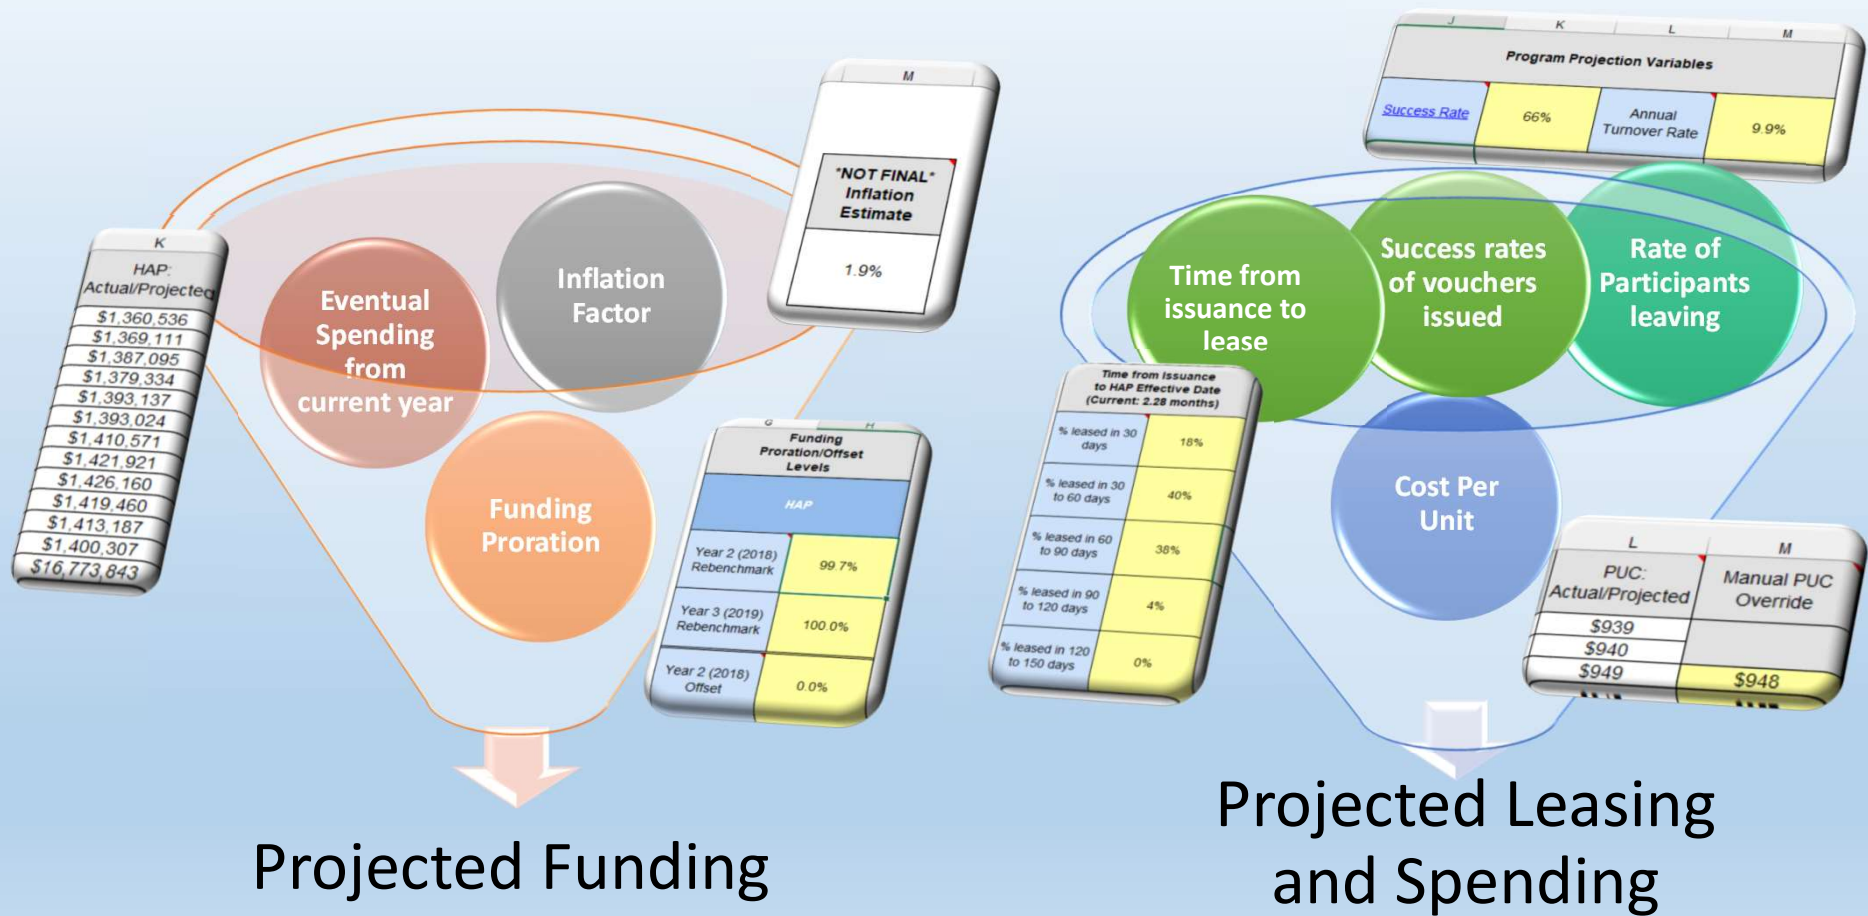 K
HAP:
Actual/Projected
$1,360,536
$1,369,111
$1,387,095
$1,379,334
$1,393,137
$1,393,024
$1,410,571
$1,421,921
$1,426,160
$1,419,460
$1,413,187
$1,400,307
$16,773,843
Eventual
Spending
from
current year
Inflation
Factor
Funding
Proration
M
*NOT FINAL*
Inflation
Estimate
1.9%
G H
Funding
Proration/Offset
Levels
HAP
Year 2 (2018)
Rebenchmark
99.7%
Year 3 (2019)
Rebenchmark
100.0%
Year 2 (2018)
Offset
0.0%
Projected Funding
J K L M
Program Projection Variables
Success Rate
66%
Annual
Turnover Rate
9.9%
Time from
issuance to
lease
Success rates
of vouchers
issued
Rate of
Participants
leaving
Cost Per
Unit
Time from Issuance
to HAP Effective Date
(Current: 2.28 months)
% leased in 30
days
18%
% leased in 30
to 60 days
40%
% leased in 60
to 90 days
38%
% leased in 90
to 120 days
4%
% leased in 120
to 150 days
0%
L M
PUC:
Actual/Projected
Manual PUC
Override
$939
$940
$949
$948
Projected Leasing
and Spending